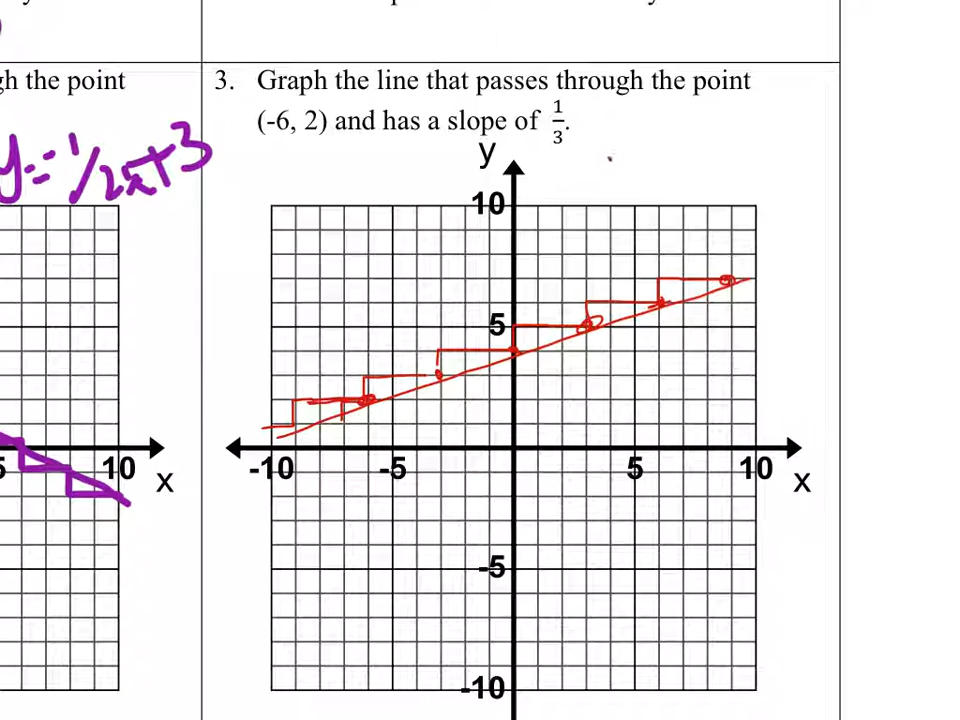 gh the point
3. Graph the line that passes through the point
(-6, 2) and has a slope of 1/3.
y= 1/2x+3
y
10
5
-10
-5
5
10
x
-5
-10
10
x